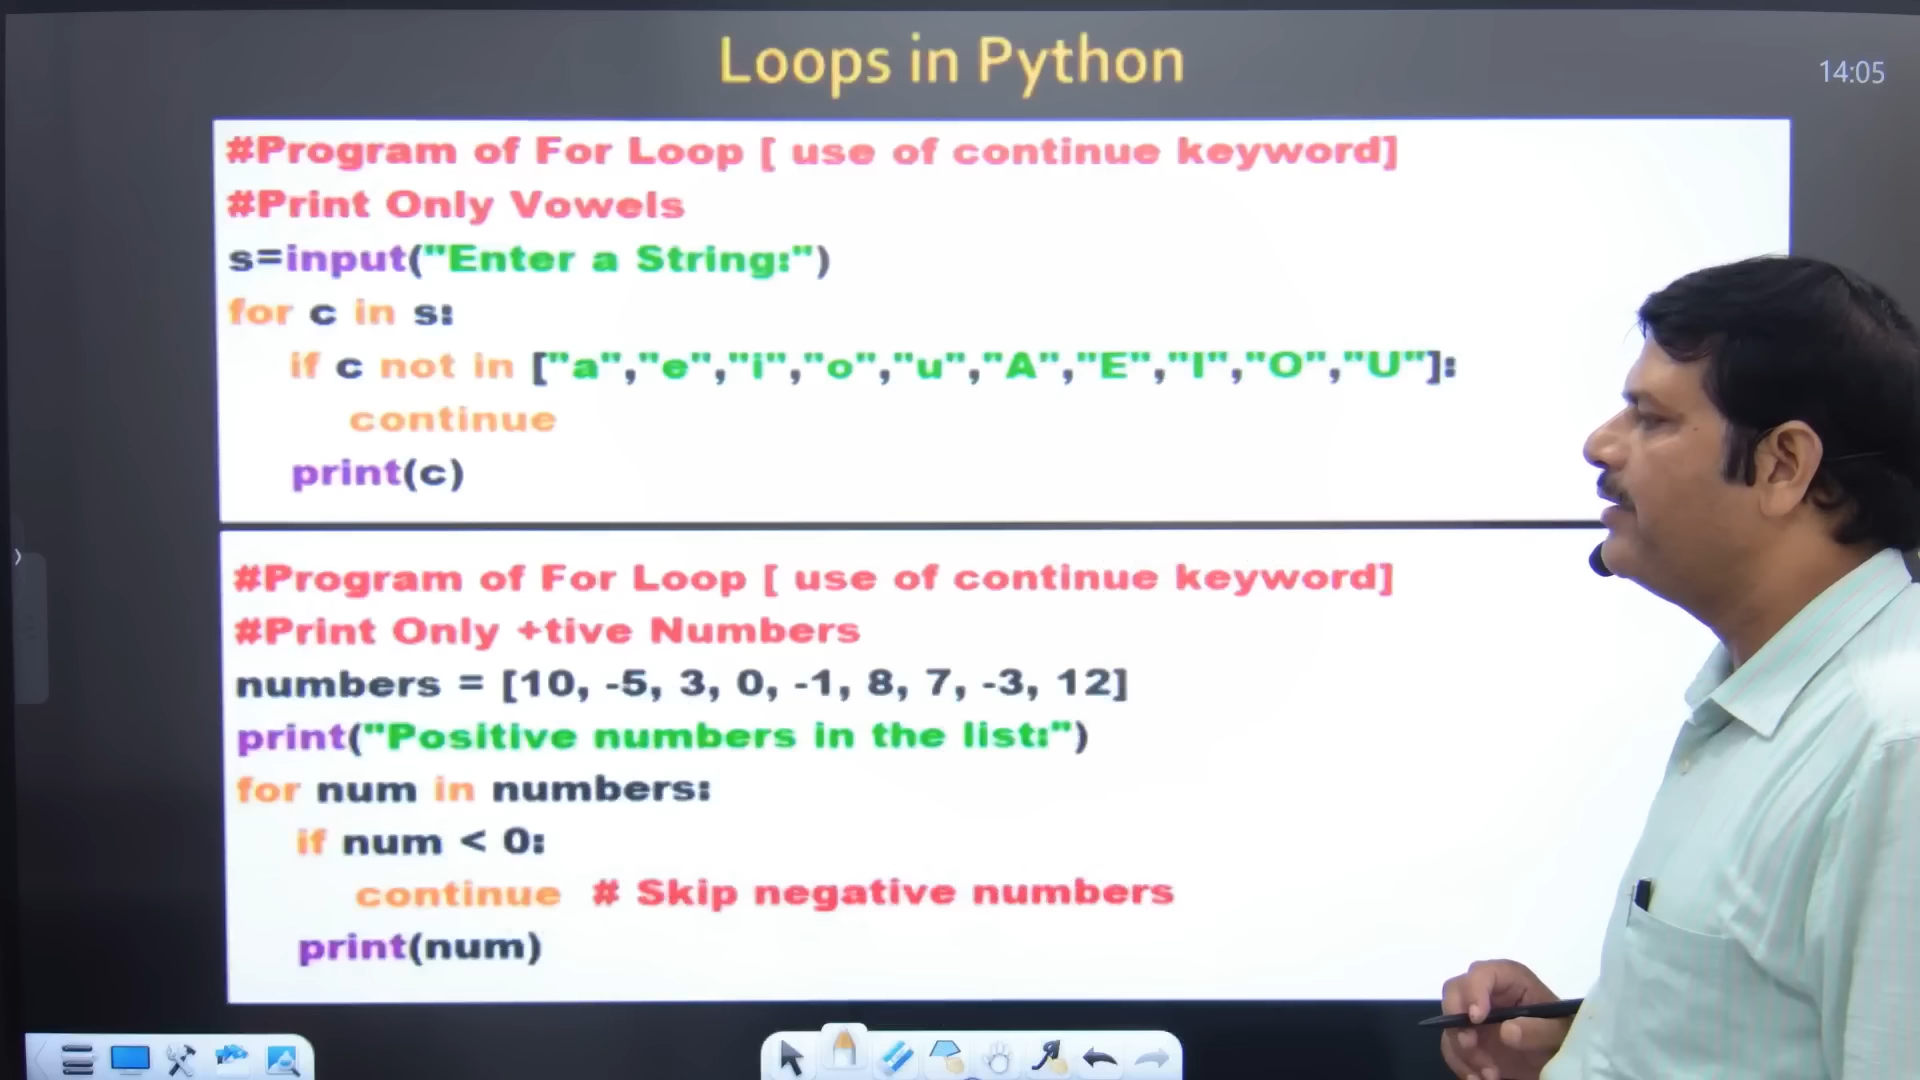 Loops in Python
14:05
#Program of For Loop [ use of continue keyword]
#Print Only Vowels
s=input("Enter a String:")
for c in s:
if c not in ["a","e","i","o","u","A","E","I","O","U"]:
continue
print(c)
#Program of For Loop [ use of continue keyword]
#Print Only +tive Numbers
numbers = [10, -5, 3, 0, -1, 8, 7, -3, 12]
print("Positive numbers in the list:")
for num in numbers:
if num < 0:
continue # Skip negative numbers
print(num)